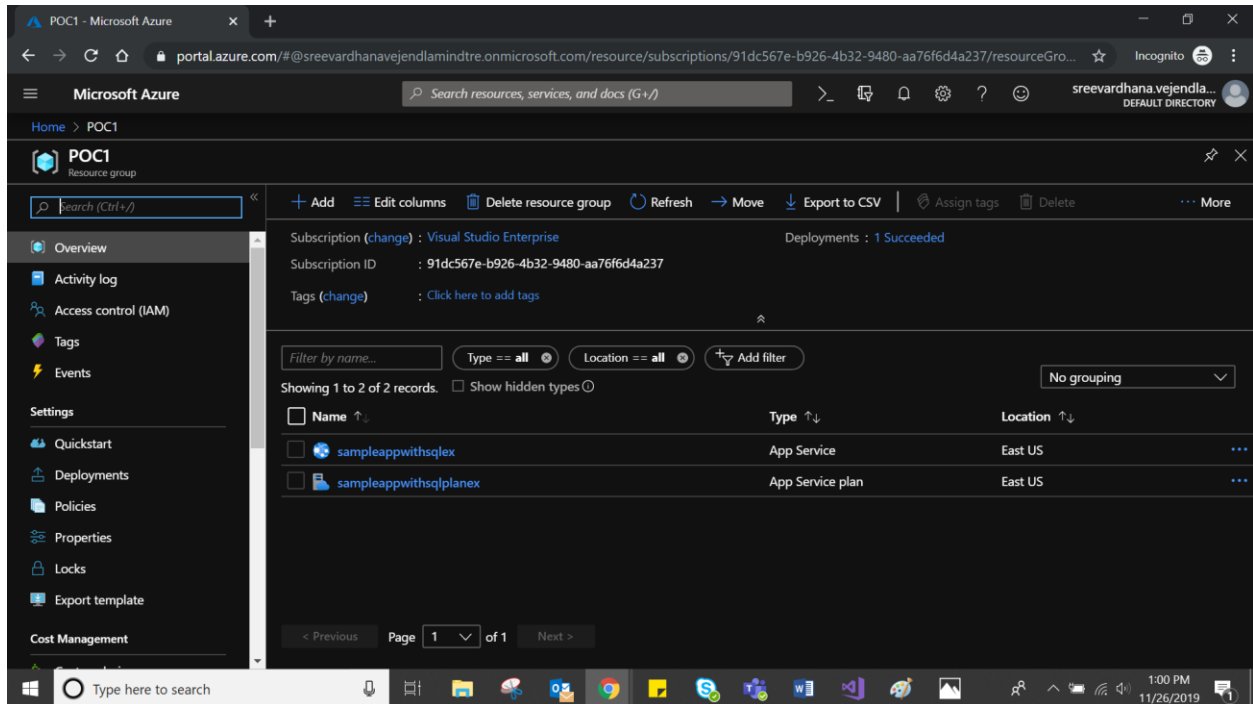 POC1 - Microsoft Azure
portal.azure.com/#@sreevardhanavejendlamindtre.onmicrosoft.com/resource/subscriptions/91dc567e-b926-4b32-9480-aa76f6d4a237/resourceGro... Incognito
Microsoft Azure Search resources, services, and docs (G+/) sreevardhana.vejendla...
DEFAULT DIRECTORY
Home > POC1
POC1
Resource group
Search (Ctrl+/) « + Add Edit columns Delete resource group Refresh Move Export to CSV Assign tags Delete ··· More
Overview
Activity log
Access control (IAM)
Tags
Events
Settings
Quickstart
Deployments
Policies
Properties
Locks
Export template
Cost Management
Subscription (change) : Visual Studio Enterprise Deployments : 1 Succeeded
Subscription ID : 91dc567e-b926-4b32-9480-aa76f6d4a237
Tags (change) : Click here to add tags
Filter by name... Type == all Location == all Add filter
No grouping
Showing 1 to 2 of 2 records. Show hidden types
Name Type Location
sampleappwithsqlex App Service East US ...
sampleappwithsqlplanex App Service plan East US ...
< Previous Page 1 of 1 Next >
Type here to search
1:00 PM
11/26/2019